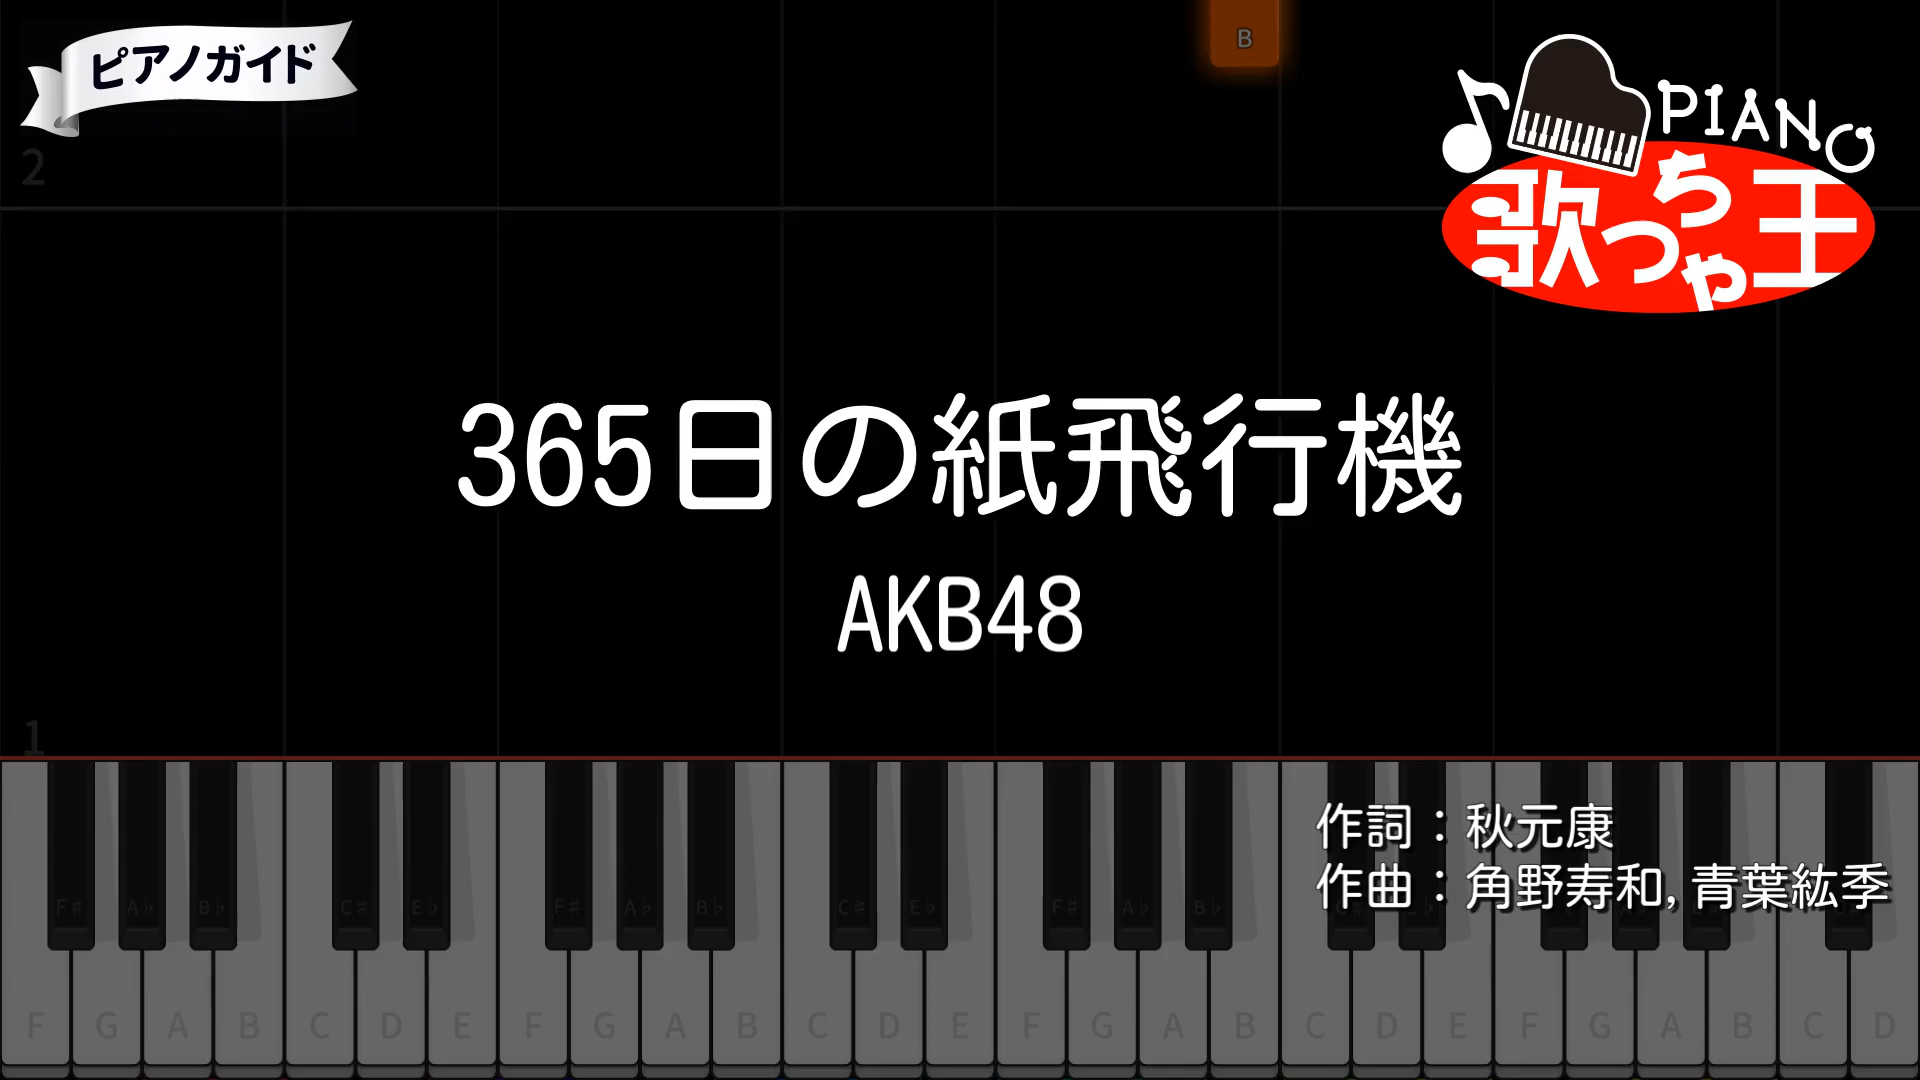 ピアノガイド
B
PIANO
歌っちゃ王
2
365日の紙飛行機
AKB48
1
作詞：秋元康
作曲：角野寿和, 青葉紘季
F# A♭ B♭ C# E♭ F# A♭ B♭ C# E♭ F# A♭ B♭
F G A B C D E F G A B C D E F G A B C D E F G A B C D